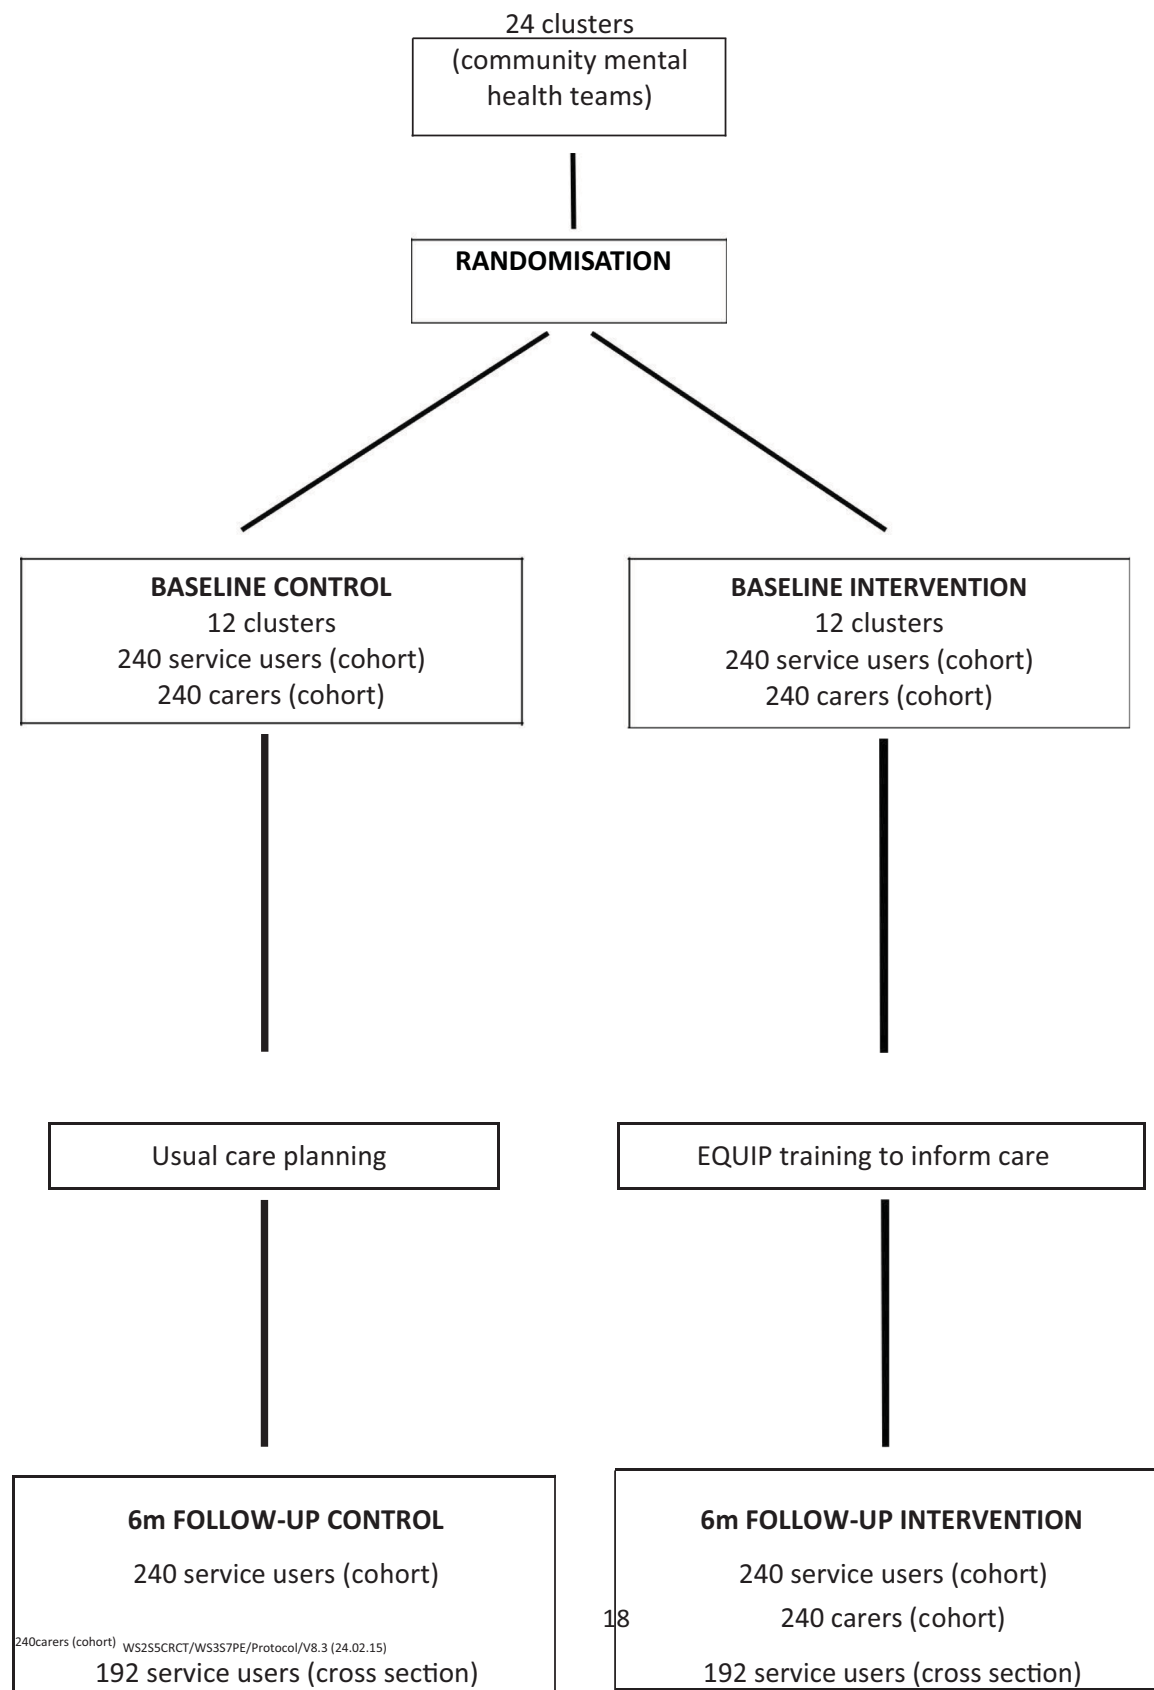 24 clusters
(community mental
health teams)
RANDOMISATION
BASELINE CONTROL
12 clusters
240 service users (cohort)
240 carers (cohort)
BASELINE INTERVENTION
12 clusters
240 service users (cohort)
240 carers (cohort)
Usual care planning
EQUIP training to inform care
6m FOLLOW-UP CONTROL
240 service users (cohort)
240carers (cohort) WS2S5CRCT/WS3S7PE/Protocol/V8.3 (24.02.15)
192 service users (cross section)
18
6m FOLLOW-UP INTERVENTION
240 service users (cohort)
240 carers (cohort)
192 service users (cross section)